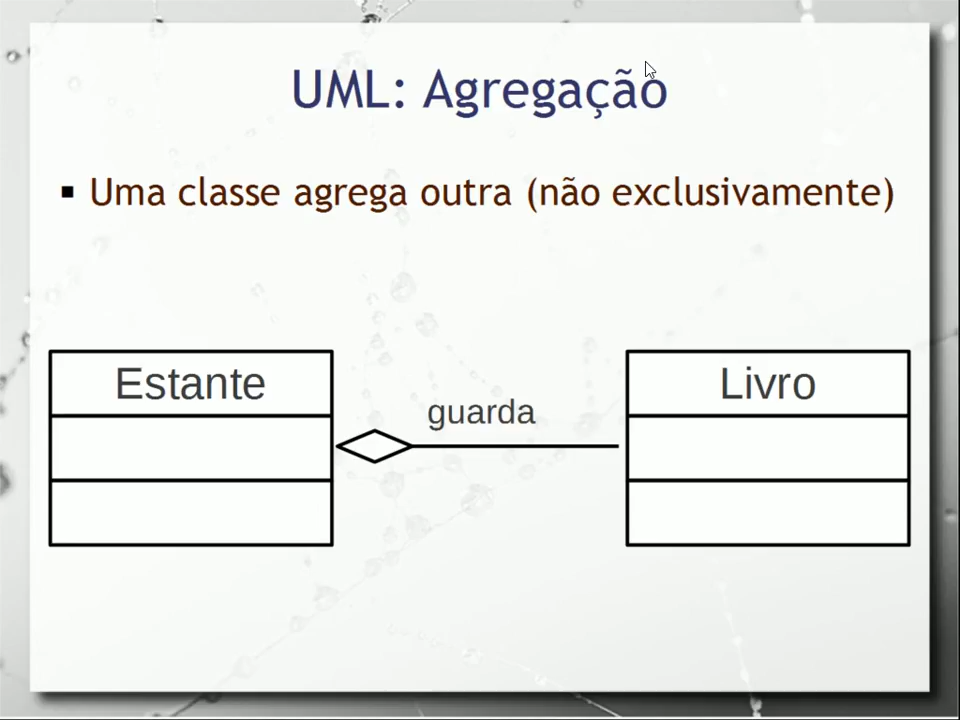 UML: Agregação
Uma classe agrega outra (não exclusivamente)
Estante
guarda
Livro